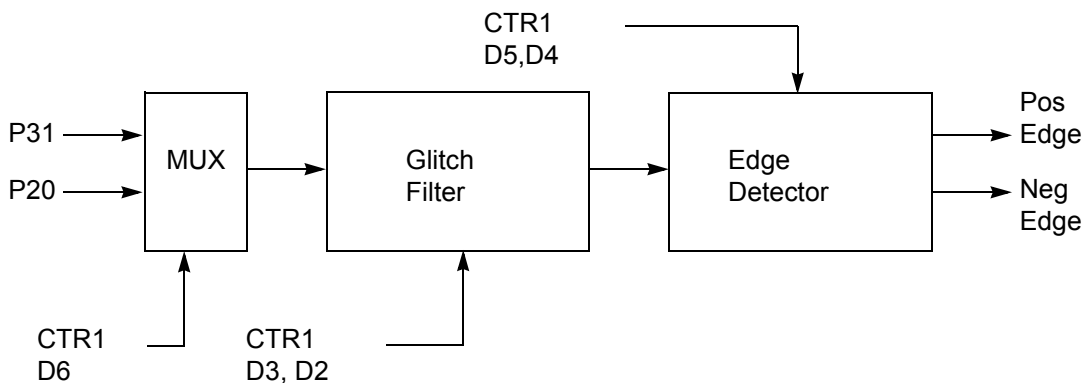 CTR1
D5,D4
P31
P20
MUX
Glitch
Filter
Edge
Detector
Pos
Edge
Neg
Edge
CTR1
D6
CTR1
D3, D2